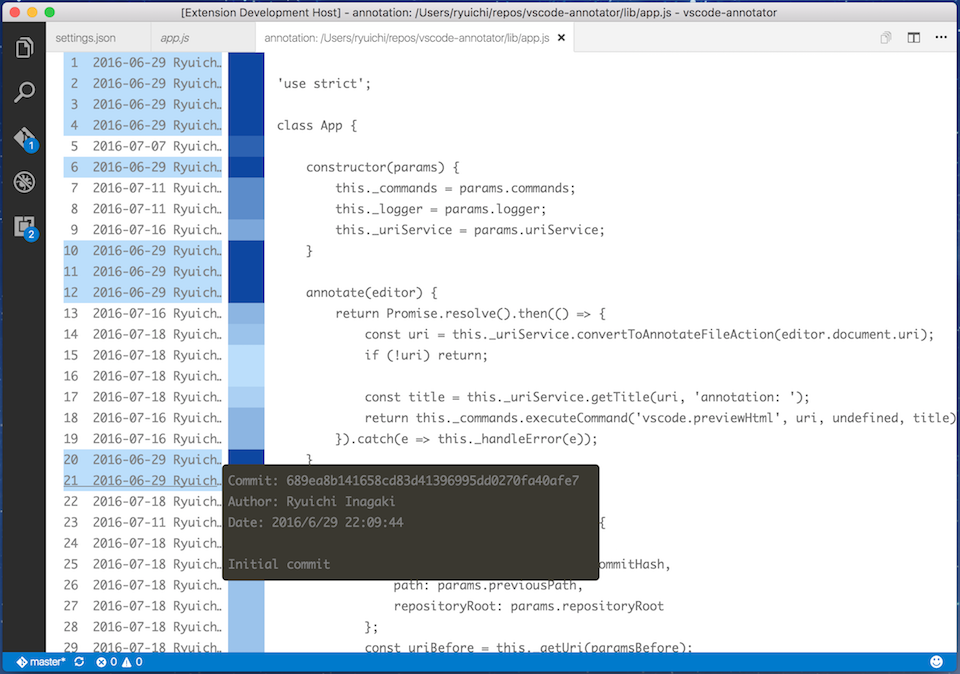 [Extension Development Host] - annotation: /Users/ryuichi/repos/vscode-annotator/lib/app.js - vscode-annotator
settings.json app.js annotation: /Users/ryuichi/repos/vscode-annotator/lib/app.js
1 2016-06-29 Ryuich…
2 2016-06-29 Ryuich… 'use strict';
3 2016-06-29 Ryuich…
4 2016-06-29 Ryuich… class App {
5 2016-07-07 Ryuich…
6 2016-06-29 Ryuich… constructor(params) {
7 2016-07-11 Ryuich… this._commands = params.commands;
8 2016-07-11 Ryuich… this._logger = params.logger;
9 2016-07-16 Ryuich… this._uriService = params.uriService;
10 2016-06-29 Ryuich… }
11 2016-06-29 Ryuich…
12 2016-06-29 Ryuich… annotate(editor) {
13 2016-07-16 Ryuich… return Promise.resolve().then(() => {
14 2016-07-18 Ryuich… const uri = this._uriService.convertToAnnotateFileAction(editor.document.uri);
15 2016-07-18 Ryuich… if (!uri) return;
16 2016-07-18 Ryuich…
17 2016-07-18 Ryuich… const title = this._uriService.getTitle(uri, 'annotation: ');
18 2016-07-16 Ryuich… return this._commands.executeCommand('vscode.previewHtml', uri, undefined, title)
19 2016-07-16 Ryuich… }).catch(e => this._handleError(e));
20 2016-06-29 Ryuich… }
21 2016-06-29 Ryuich… Commit: 689ea8b141658cd83d41396995dd0270fa40afe7
22 2016-07-18 Ryuich… Author: Ryuichi Inagaki
23 2016-07-11 Ryuich… Date: 2016/6/29 22:09:44 {
24 2016-07-18 Ryuich…
25 2016-07-18 Ryuich… Initial commit ommitHash,
26 2016-07-18 Ryuich… path: params.previousPath,
27 2016-07-18 Ryuich… repositoryRoot: params.repositoryRoot
28 2016-07-18 Ryuich… };
29 2016-07-18 Ryuich… const uriBefore = this._getUri(paramsBefore);
master* 0 0
1
2